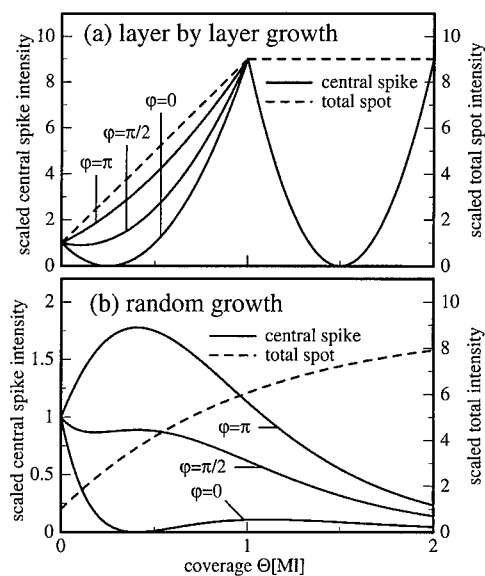 (a) layer by layer growth
central spike
total spot
φ=0
φ=π/2
φ=π
scaled central spike intensity
10
8
6
4
2
0
scaled total spot intensity
10
8
6
4
2
0
0
1
2
(b) random growth
central spike
total spot
φ=π
φ=π/2
φ=0
scaled central spike intensity
2
1.5
1
0.5
0
scaled total intensity
10
8
6
4
2
0
0
1
2
coverage Θ[Ml]